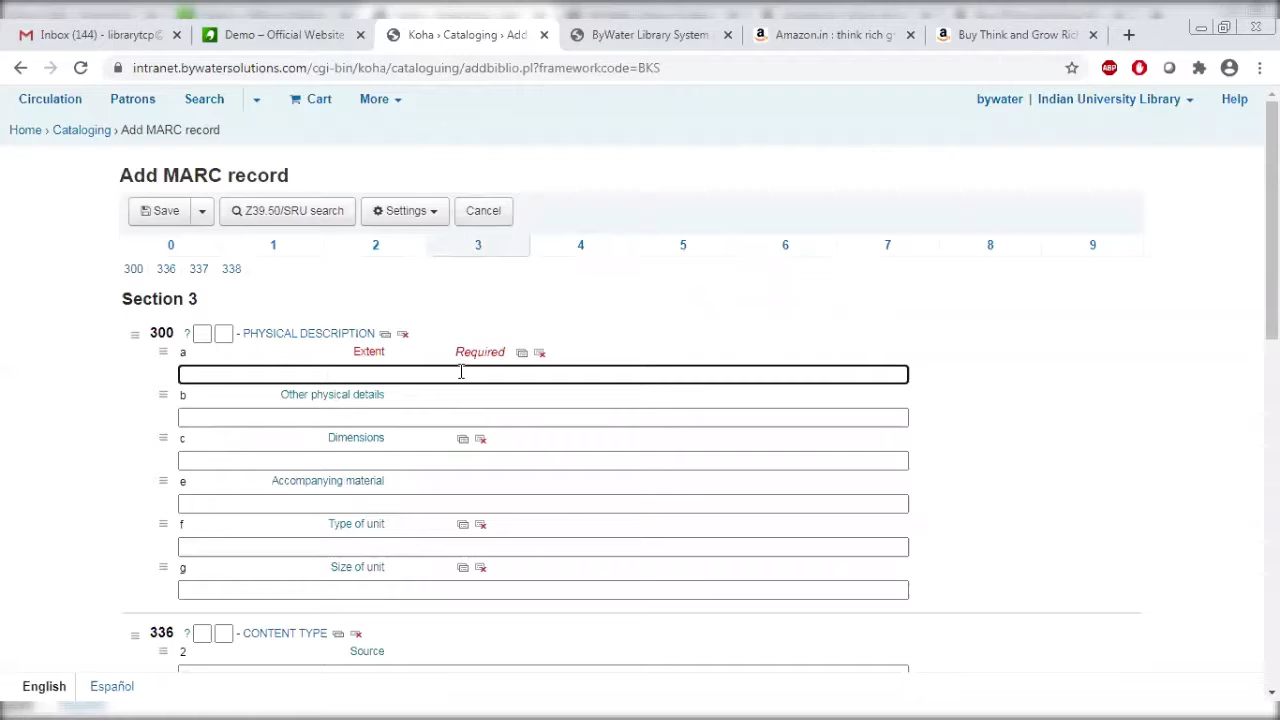 Inbox (144) - librarytcp@
Demo – Official Website
Koha › Cataloging › Add
ByWater Library System
Amazon.in : think rich g
Buy Think and Grow Rich
intranet.bywatersolutions.com/cgi-bin/koha/cataloguing/addbiblio.pl?frameworkcode=BKS
ABP
Circulation Patrons Search Cart More bywater | Indian University Library Help
Home › Cataloging › Add MARC record
Add MARC record
Save Z39.50/SRU search Settings Cancel
0 1 2 3 4 5 6 7 8 9
300 336 337 338
Section 3
300 ? - PHYSICAL DESCRIPTION
a Extent Required
b Other physical details
c Dimensions
e Accompanying material
f Type of unit
g Size of unit
336 ? - CONTENT TYPE
2 Source
English Español